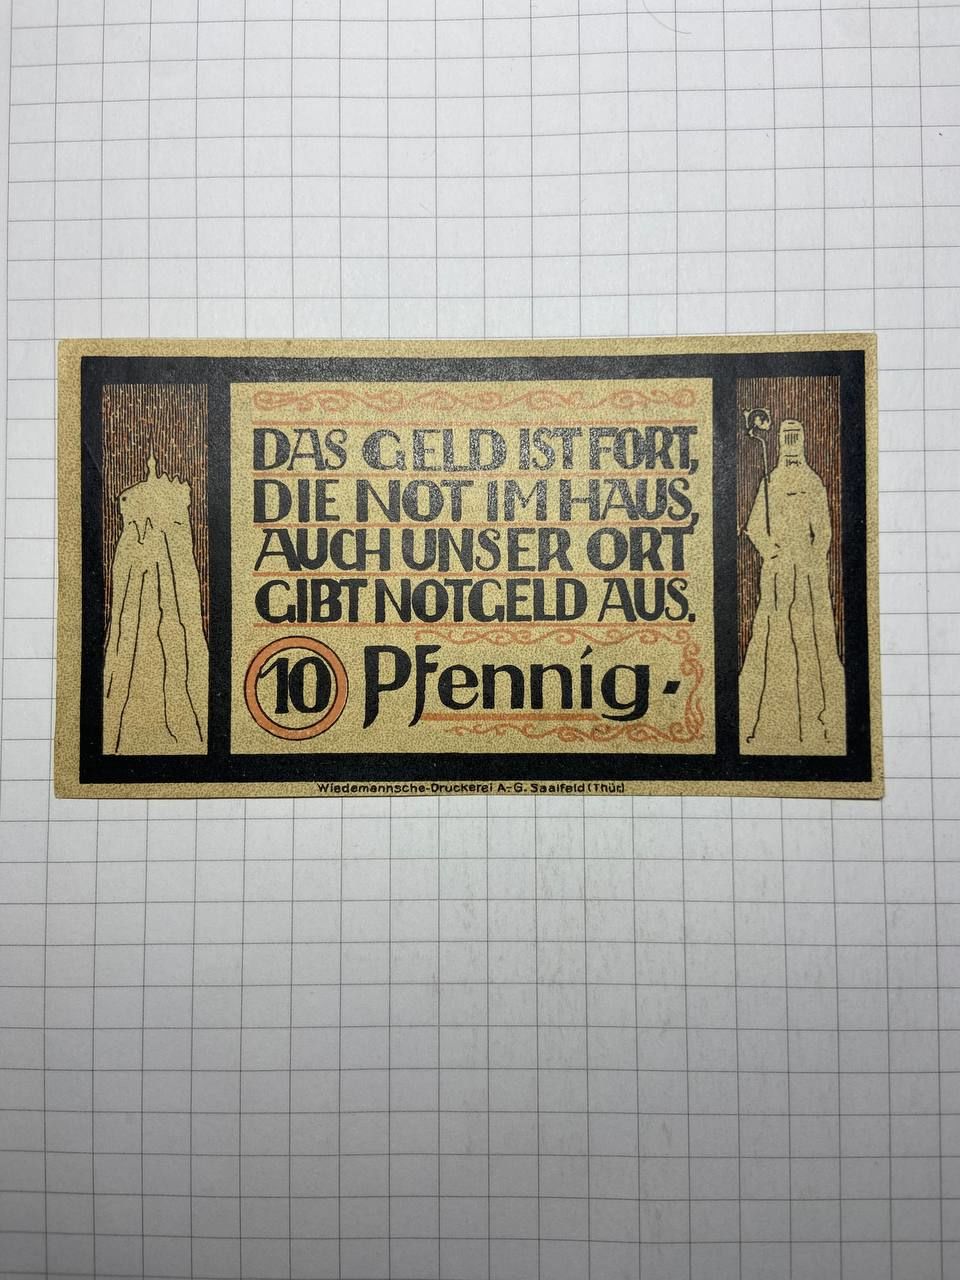 DAS GELD IST FORT,
DIE NOT IM HAUS,
AUCH UNSER ORT
GIBT NOTGELD AUS.
10 Pfennig.
Wiedemannsche-Druckerei A.-G. Saalfeld (Thür)